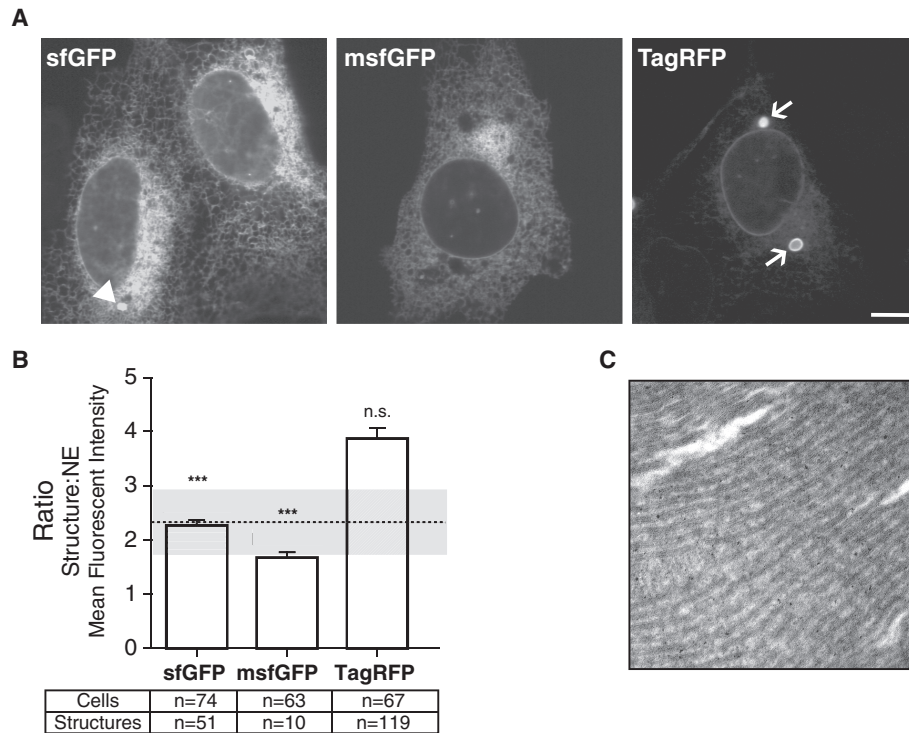 A
sfGFP
msfGFP
TagRFP
B
Ratio
Structure:NE
Mean Fluorescent Intensity
5
4
3
2
1
0
***
***
n.s.
sfGFP msfGFP TagRFP
Cells n=74 n=63 n=67
Structures n=51 n=10 n=119
C